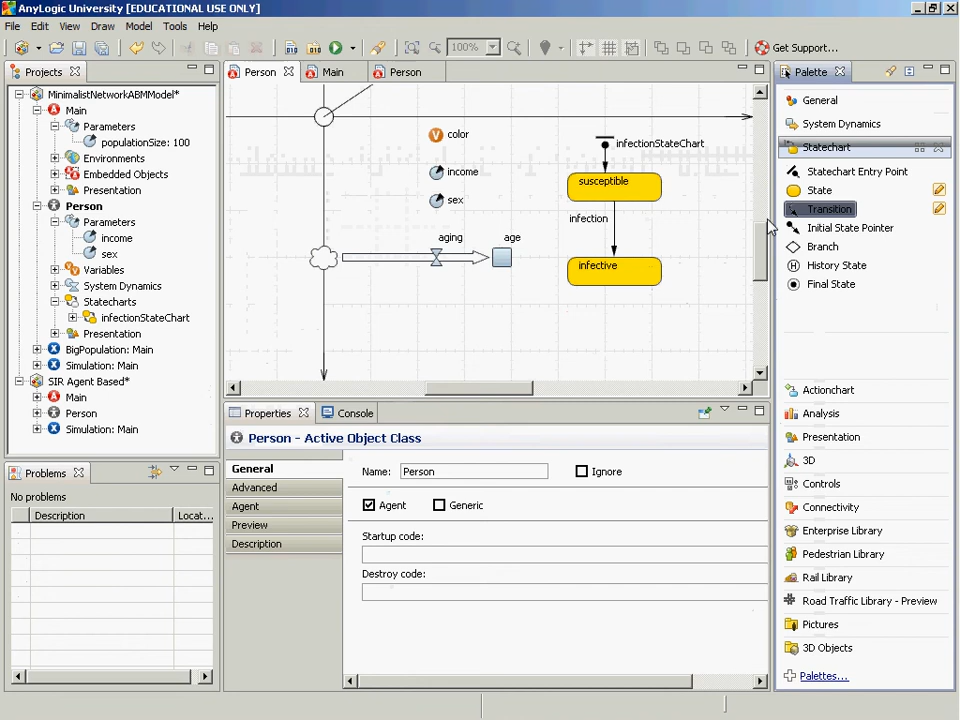 AnyLogic University [EDUCATIONAL USE ONLY]
File Edit View Draw Model Tools Help
100% Get Support...
Projects
MinimalistNetworkABMModel*
Main
Parameters
populationSize: 100
Environments
Embedded Objects
Presentation
Person
Parameters
income
sex
Variables
System Dynamics
Statecharts
infectionStateChart
Presentation
BigPopulation: Main
Simulation: Main
SIR Agent Based*
Main
Person
Simulation: Main
Problems
No problems
Description Locat...
Person Main Person
color
income
sex
aging age
infectionStateChart
susceptible
infection
infective
Properties Console
Person - Active Object Class
General
Advanced
Agent
Preview
Description
Name: Person Ignore
Agent Generic
Startup code:
Destroy code:
Palette
General
System Dynamics
Statechart
Statechart Entry Point
State
Transition
Initial State Pointer
Branch
History State
Final State
Actionchart
Analysis
Presentation
3D
Controls
Connectivity
Enterprise Library
Pedestrian Library
Rail Library
Road Traffic Library - Preview
Pictures
3D Objects
Palettes...